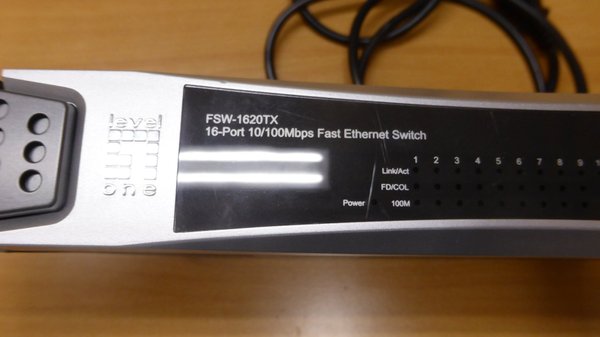 level
one
FSW-1620TX
16-Port 10/100Mbps Fast Ethernet Switch
1 2 3 4 5 6 7 8 9
Link/Act
FD/COL
Power 100M